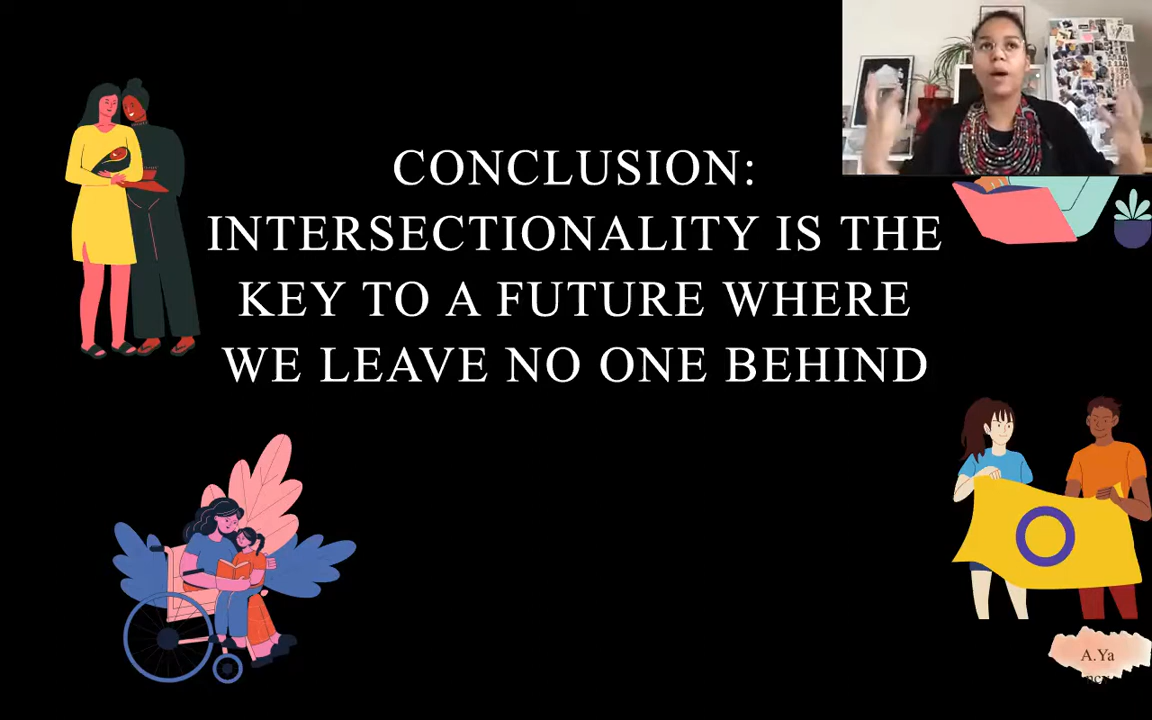 CONCLUSION:
INTERSECTIONALITY IS THE
KEY TO A FUTURE WHERE
WE LEAVE NO ONE BEHIND
A.Ya